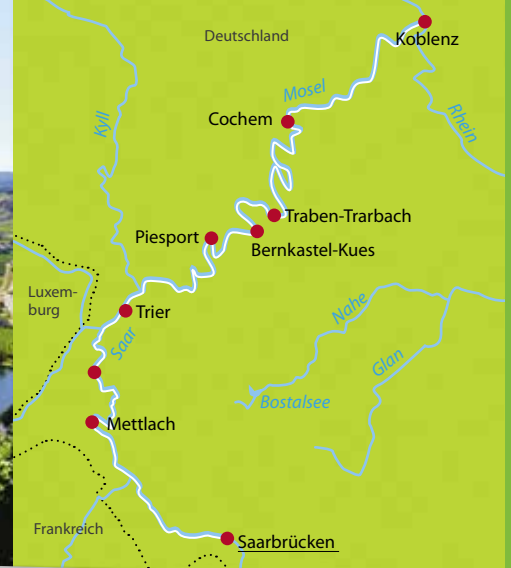 Deutschland
Koblenz
Mosel
Cochem
Rhein
Kyll
Traben-Trarbach
Piesport
Bernkastel-Kues
Luxem-
burg
Trier
Nahe
Saar
Glan
Bostalsee
Mettlach
Frankreich
Saarbrücken